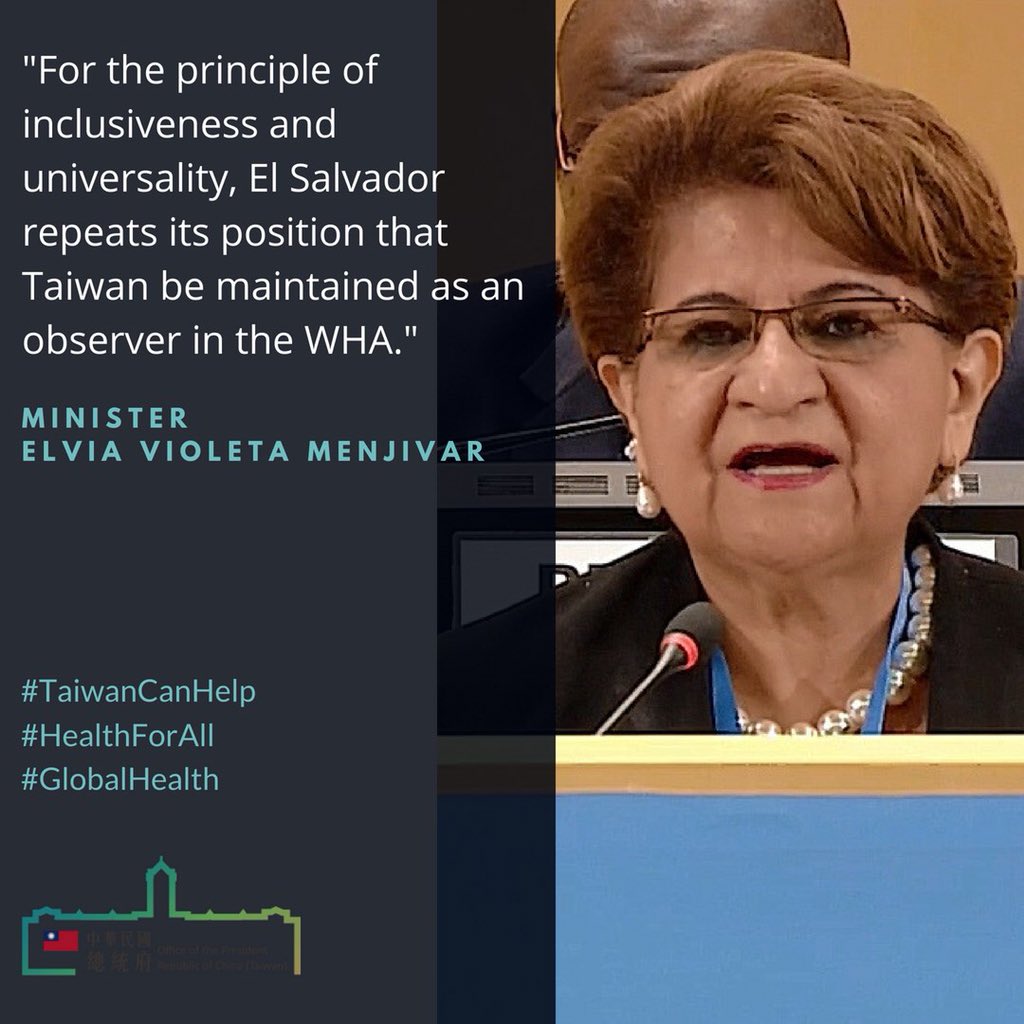 "For the principle of
inclusiveness and
universality, El Salvador
repeats its position that
Taiwan be maintained as an
observer in the WHA."
MINISTER
ELVIA VIOLETA MENJIVAR
#TaiwanCanHelp
#HealthForAll
#GlobalHealth
中華民國
總統府
Office of the President
Republic of China (Taiwan)